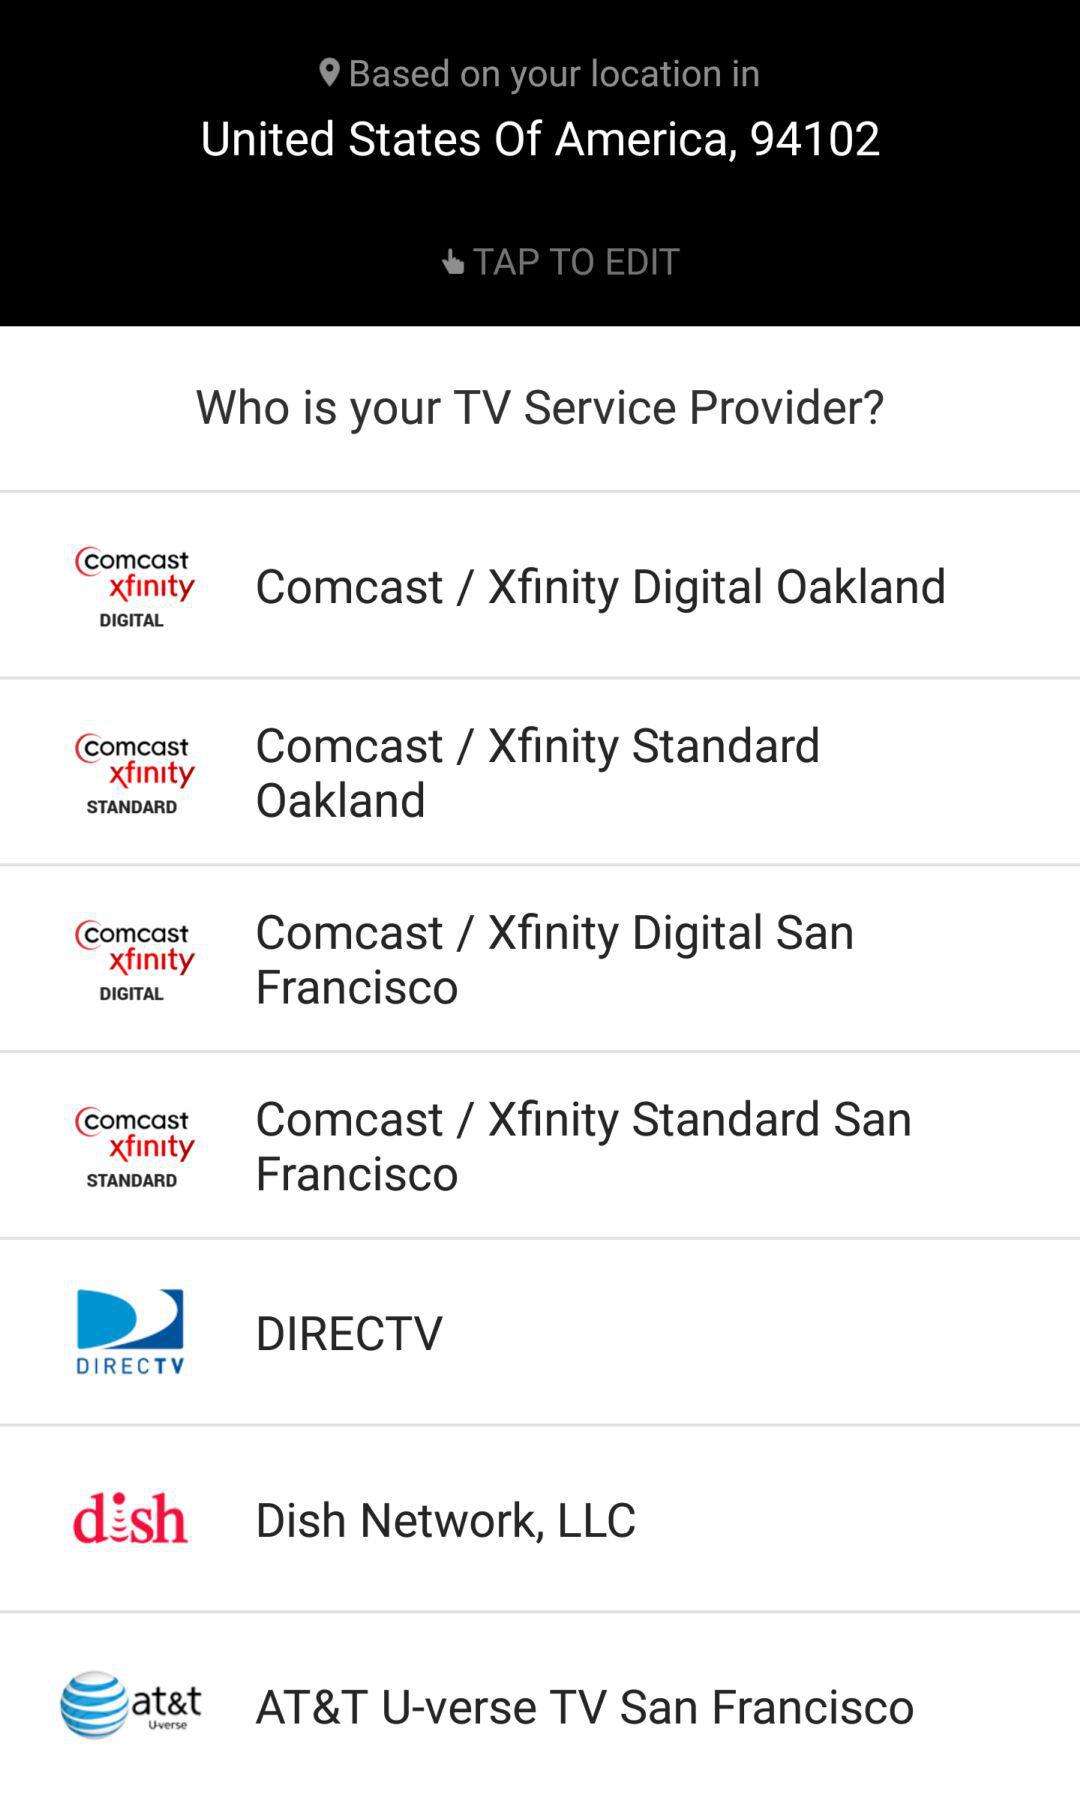 Based on your location in
United States Of America, 94102
TAP TO EDIT
Who is your TV Service Provider?
comcast
xfinity
DIGITAL
Comcast / Xfinity Digital Oakland
comcast
xfinity
STANDARD
Comcast / Xfinity Standard
Oakland
comcast
xfinity
DIGITAL
Comcast / Xfinity Digital San
Francisco
comcast
xfinity
STANDARD
Comcast / Xfinity Standard San
Francisco
DIRECTV
DIRECTV
dish
Dish Network, LLC
at&t
U-verse
AT&T U-verse TV San Francisco